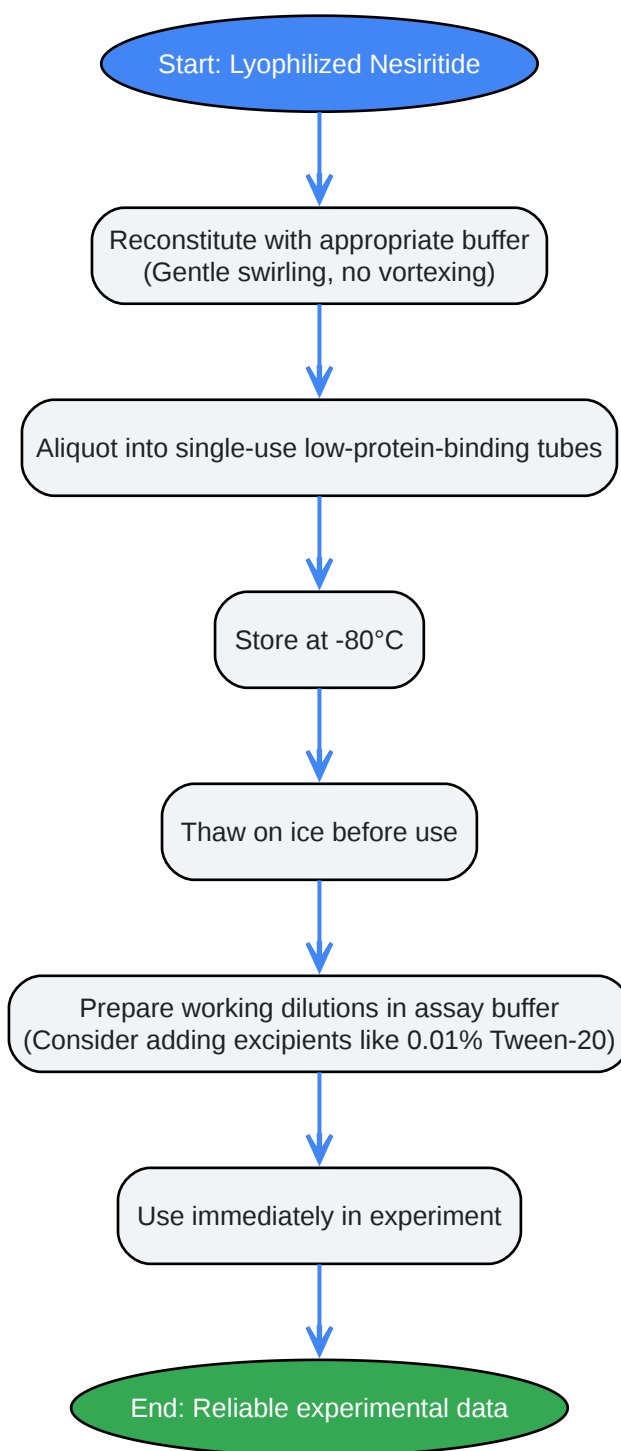 Start: Lyophilized Nesiritide
Reconstitute with appropriate buffer
(Gentle swirling, no vortexing)
Aliquot into single-use low-protein-binding tubes
Store at -80°C
Thaw on ice before use
Prepare working dilutions in assay buffer
(Consider adding excipients like 0.01% Tween-20)
Use immediately in experiment
End: Reliable experimental data